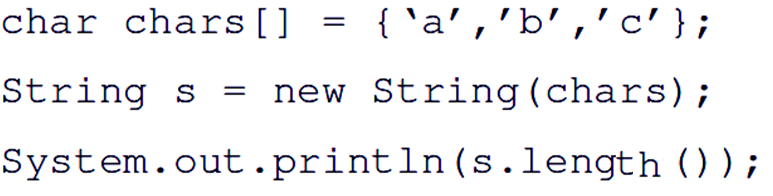 char chars[] = {‘a’,’b’,’c’};
String s = new String(chars);
System.out.println(s.length ());